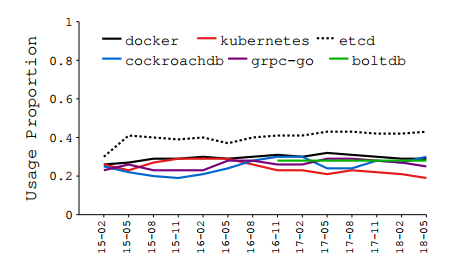 1
docker kubernetes etcd
0.8
cockroachdb grpc-go boltdb
0.6
0.4
0.2
0
Usage Proportion
15-02 15-05 15-08 15-11 16-02 16-05 16-08 16-11 17-02 17-05 17-08 17-11 18-02 18-05